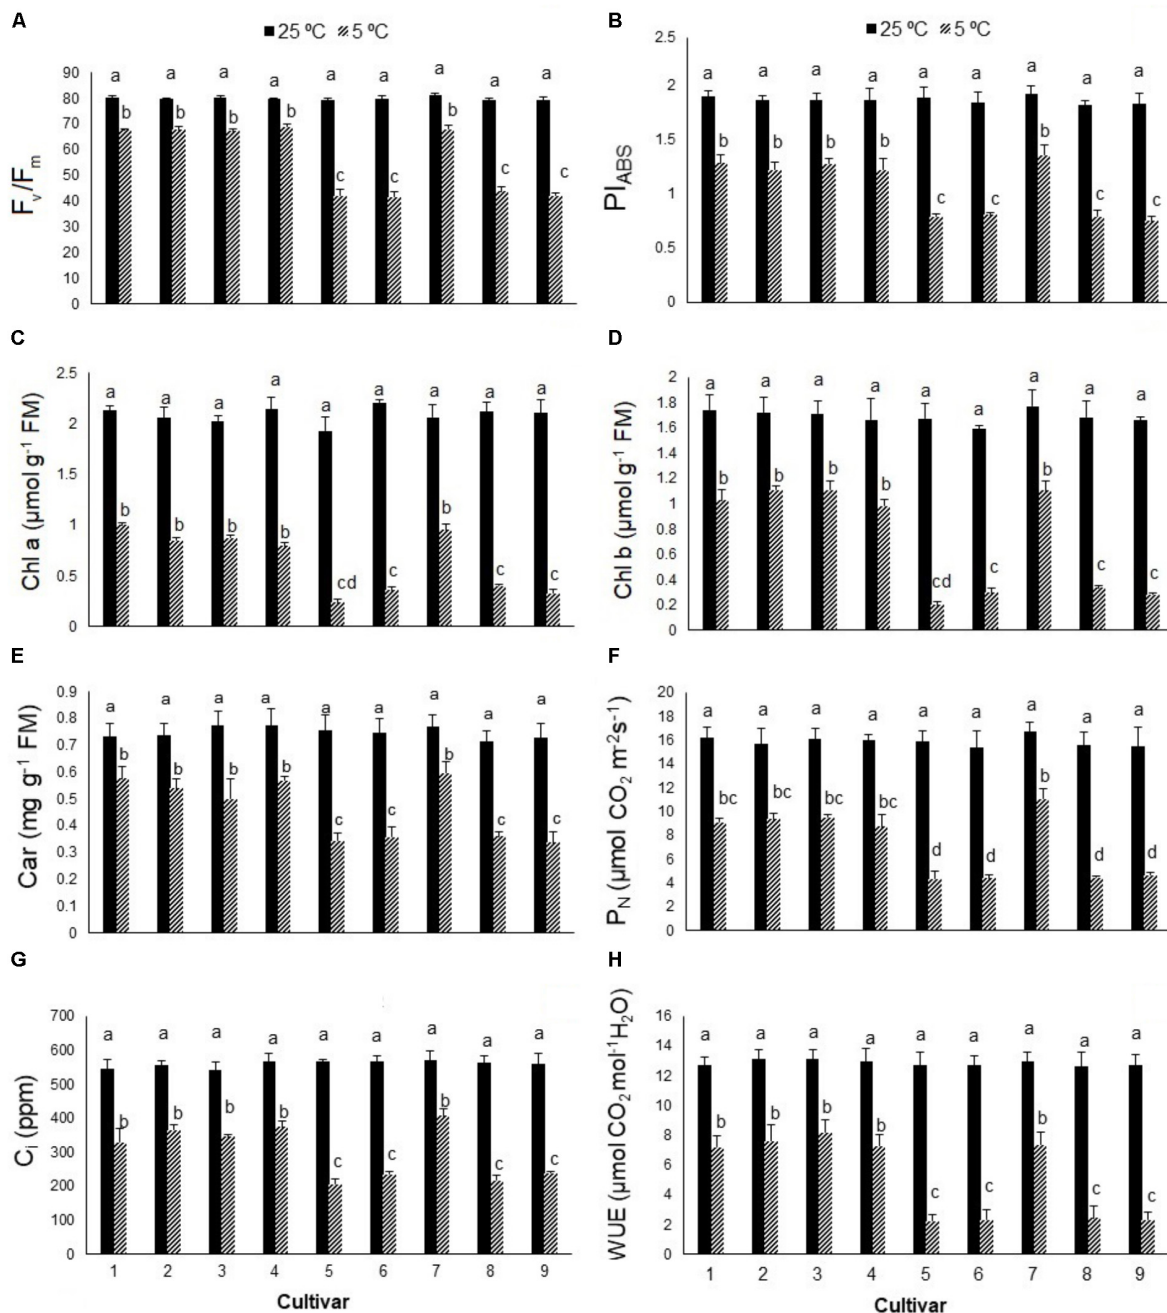 A
25 ºC 5 ºC
90
80
70
60
50
40
30
20
10
0
Fv/Fm
a a a a a a a a a
b b b b c c b c c
B
25 ºC 5 ºC
2.5
2
1.5
1
0.5
0
PIABS
a a a a a a a a a
b b b b c c b c c
C
2.5
2
1.5
1
0.5
0
Chl a (µmol g-1 FM)
a a a a a a a a a
b b b b cd c b c c
D
2
1.8
1.6
1.4
1.2
1
0.8
0.6
0.4
0.2
0
Chl b (µmol g-1 FM)
a a a a a a a a a
b b b b cd c b c c
E
0.9
0.8
0.7
0.6
0.5
0.4
0.3
0.2
0.1
0
Car (mg g-1 FM)
a a a a a a a a a
b b b b c c b c c
F
20
18
16
14
12
10
8
6
4
2
0
PN (µmol CO2 m-2s-1)
a a a a a a a a a
bc bc bc bc d d b d d
G
700
600
500
400
300
200
100
0
Ci (ppm)
a a a a a a a a a
b b b b c c b c c
1 2 3 4 5 6 7 8 9
Cultivar
H
16
14
12
10
8
6
4
2
0
WUE (µmol CO2 mol-1H2O)
a a a a a a a a a
b b b b c c b c c
1 2 3 4 5 6 7 8 9
Cultivar